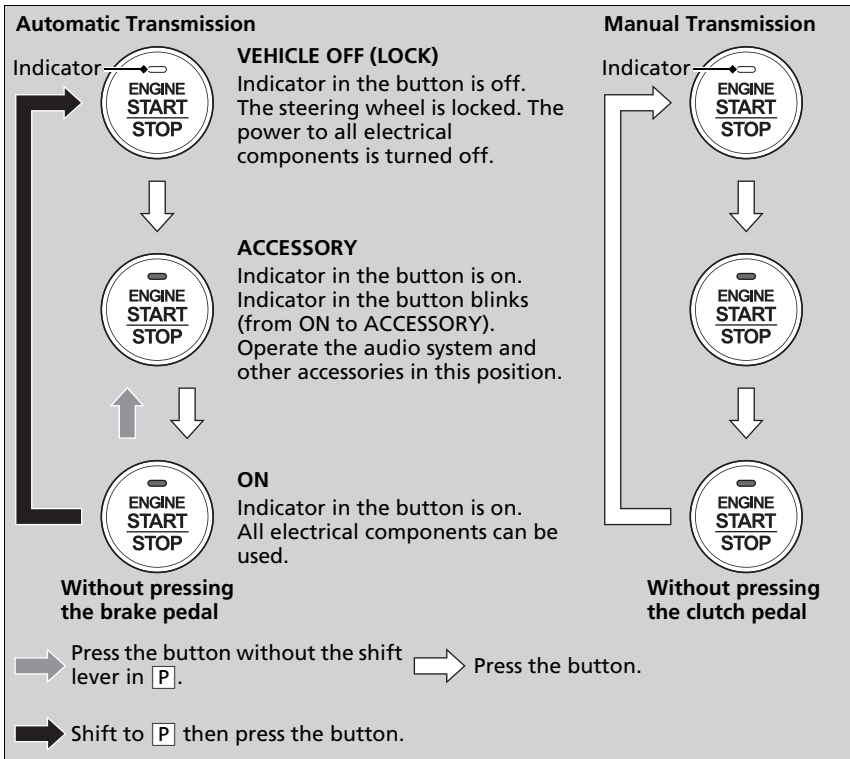 Automatic Transmission
Manual Transmission
Indicator
ENGINE
START
STOP
VEHICLE OFF (LOCK)
Indicator in the button is off.
The steering wheel is locked. The
power to all electrical
components is turned off.
Indicator
ENGINE
START
STOP
ENGINE
START
STOP
ACCESSORY
Indicator in the button is on.
Indicator in the button blinks
(from ON to ACCESSORY).
Operate the audio system and
other accessories in this position.
ENGINE
START
STOP
ENGINE
START
STOP
ON
Indicator in the button is on.
All electrical components can be
used.
ENGINE
START
STOP
Without pressing
the brake pedal
Without pressing
the clutch pedal
Press the button without the shift
lever in P.
Press the button.
Shift to P then press the button.